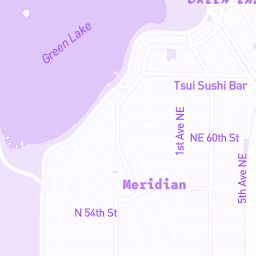 Green Lake
Tsui Sushi Bar
1st Ave NE
NE 60th St
5th Ave NE
Meridian
N 54th St